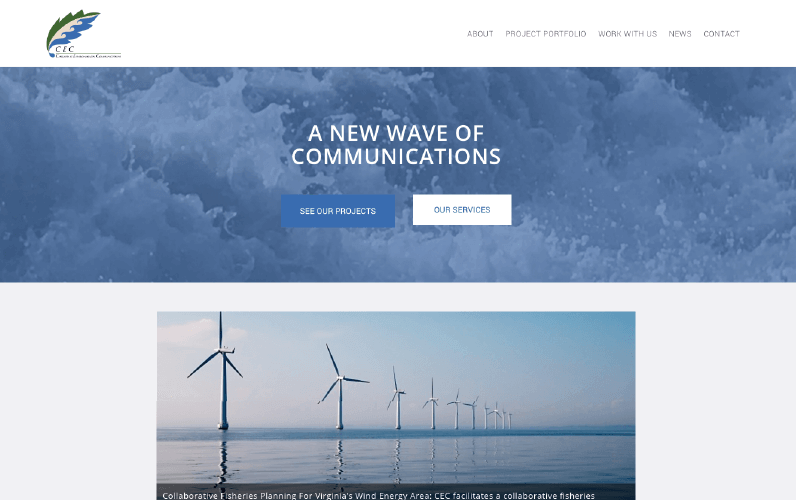 CEC
ABOUT PROJECT PORTFOLIO WORK WITH US NEWS CONTACT
A NEW WAVE OF
COMMUNICATIONS
SEE OUR PROJECTS
OUR SERVICES
Collaborative Fisheries Planning For Virginia's Wind Energy Area: CEC facilitates a collaborative fisheries